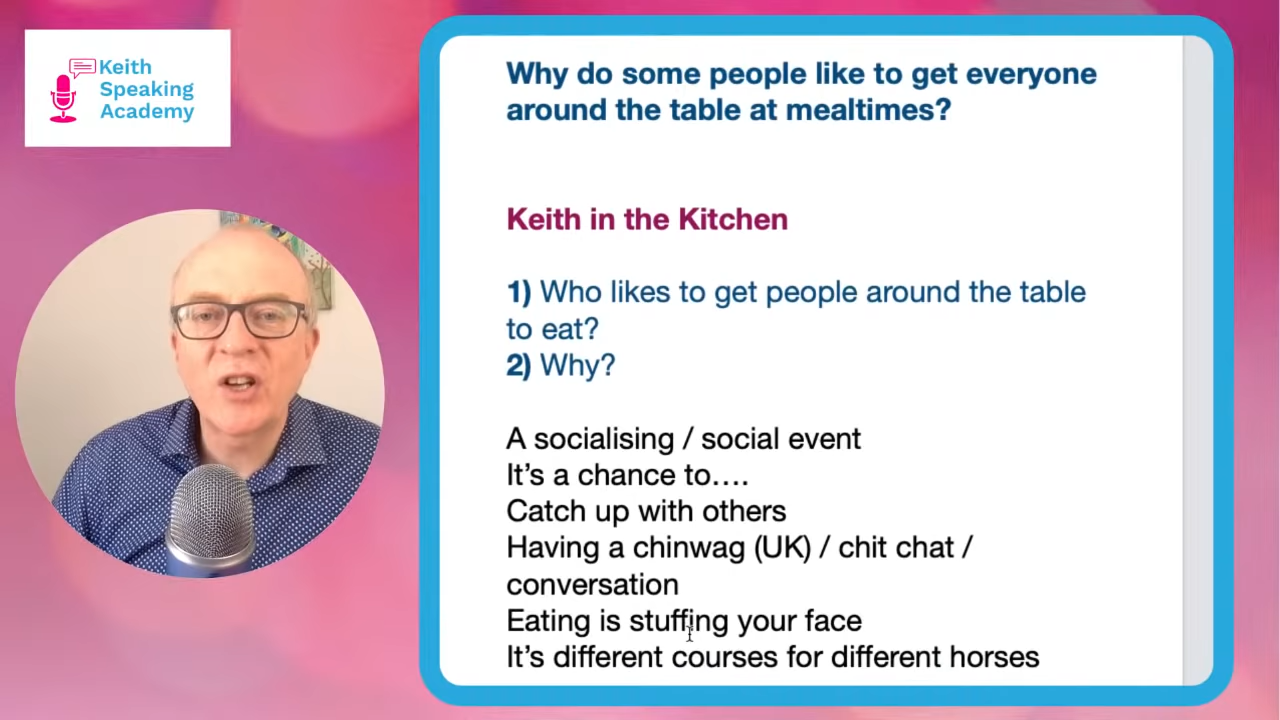 Keith
Speaking
Academy
Why do some people like to get everyone
around the table at mealtimes?
Keith in the Kitchen
1) Who likes to get people around the table
to eat?
2) Why?
A socialising / social event
It’s a chance to….
Catch up with others
Having a chinwag (UK) / chit chat /
conversation
Eating is stuffing your face
It’s different courses for different horses